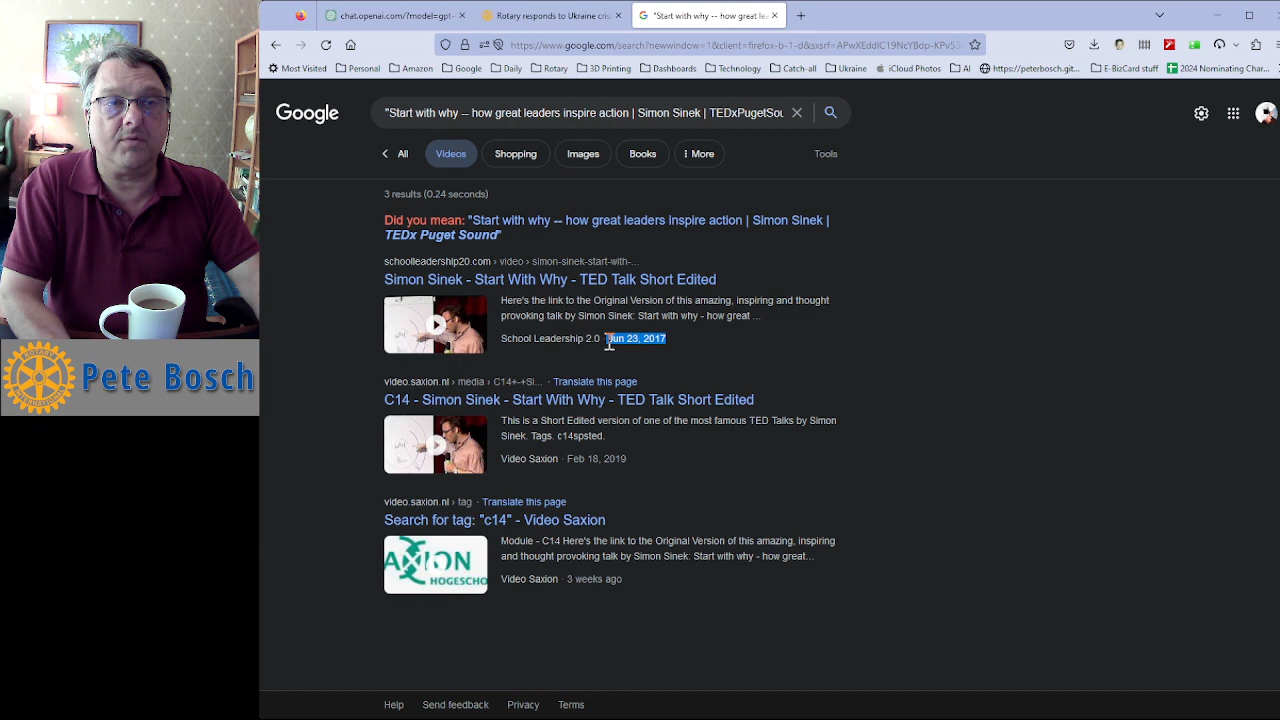 chat.openai.com/?model=gpt-
Rotary responds to Ukraine cris
"Start with why -- how great lea
https://www.google.com/search?newwindow=1&client=firefox-b-1-d&sxsrf=APwXEddIC19NcYBdp-KPv53
Most Visited Personal Amazon Google Daily Rotary 3D Printing Dashboards Technology Catch-all Ukraine iCloud Photos AI https://peterbosch.git... E-BizCard stuff 2024 Nominating Char...
Google
"Start with why -- how great leaders inspire action | Simon Sinek | TEDxPugetSou
All Videos Shopping Images Books More Tools
3 results (0.24 seconds)
Did you mean: "Start with why -- how great leaders inspire action | Simon Sinek |
TEDx Puget Sound"
schoolleadership20.com › video › simon-sinek-start-with-...
Simon Sinek - Start With Why - TED Talk Short Edited
Here's the link to the Original Version of this amazing, inspiring and thought
provoking talk by Simon Sinek: Start with why - how great ...
School Leadership 2.0 · Jun 23, 2017
video.saxion.nl › media › C14+-+Si... · Translate this page
C14 - Simon Sinek - Start With Why - TED Talk Short Edited
This is a Short Edited version of one of the most famous TED Talks by Simon
Sinek. Tags. c14spsted.
Video Saxion · Feb 18, 2019
video.saxion.nl › tag · Translate this page
Search for tag: "c14" - Video Saxion
Module - C14 Here's the link to the Original Version of this amazing, inspiring
and thought provoking talk by Simon Sinek: Start with why - how great...
Video Saxion · 3 weeks ago
AXION
HOGESCHO
Help Send feedback Privacy Terms
ROTARY
INTERNATIONAL
Pete Bosch